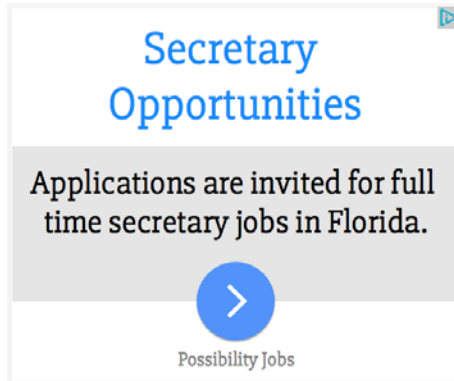 Secretary
Opportunities
Applications are invited for full
time secretary jobs in Florida.
Possibility Jobs